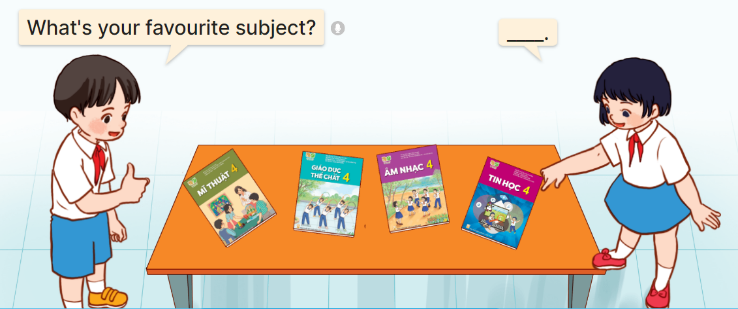 What's your favourite subject?
____.
MĨ THUẬT 4
GIÁO DỤC
THỂ CHẤT 4
ÂM NHẠC 4
TIN HỌC 4